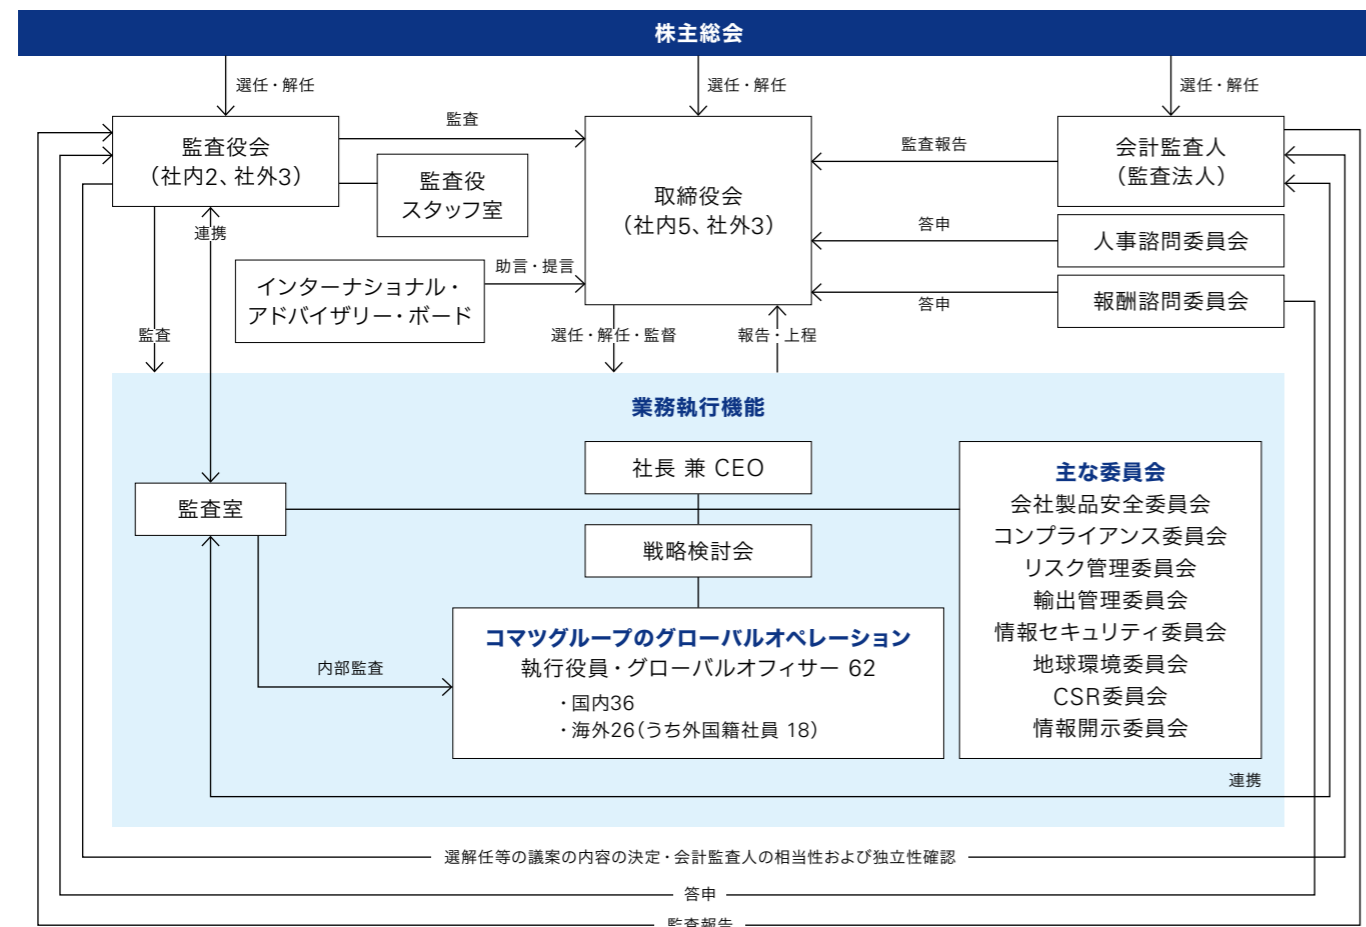 株主総会
選任・解任
選任・解任
選任・解任
監査役会
（社内2、社外3）
監査
監査役
スタッフ室
取締役会
（社内5、社外3）
監査報告
会計監査人
（監査法人）
連携
答申
人事諮問委員会
インターナショナル・
アドバイザリー・ボード
助言・提言
答申
報酬諮問委員会
監査
選任・解任・監督
報告・上程
業務執行機能
社長 兼 CEO
監査室
戦略検討会
主な委員会
会社製品安全委員会
コンプライアンス委員会
リスク管理委員会
輸出管理委員会
情報セキュリティ委員会
地球環境委員会
CSR委員会
情報開示委員会
内部監査
コマツグループのグローバルオペレーション
執行役員・グローバルオフィサー 62
・国内36
・海外26（うち外国籍社員 18）
連携
選解任等の議案の内容の決定・会計監査人の相当性および独立性確認
答申
監査報告